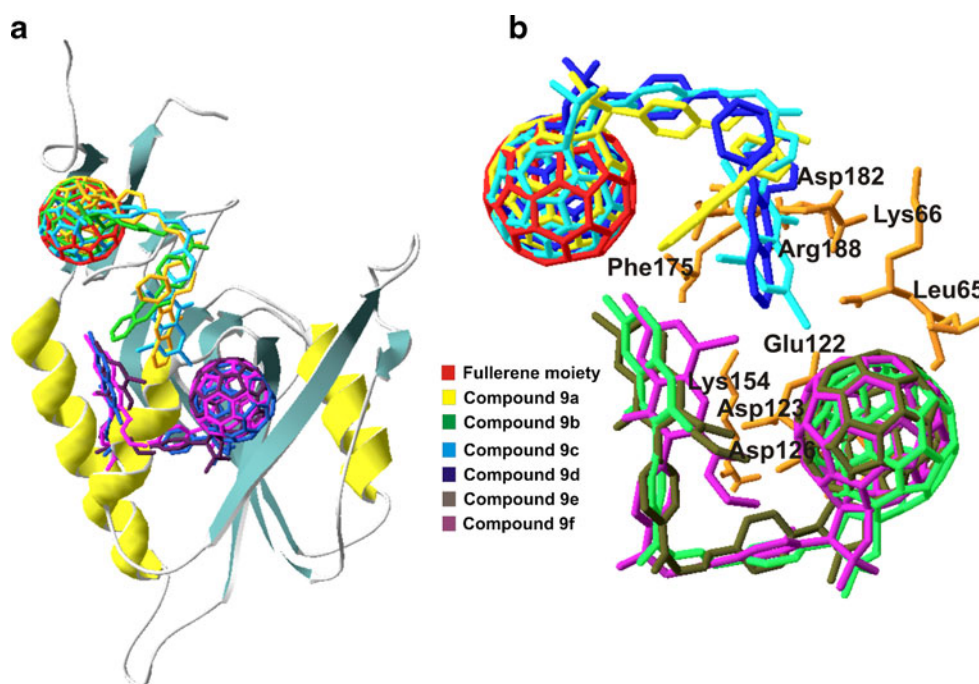 a
b
Asp182
Lys66
Arg188
Phe175
Leu65
Glu122
Lys154
Asp123
Asp126
Fullerene moiety
Compound 9a
Compound 9b
Compound 9c
Compound 9d
Compound 9e
Compound 9f